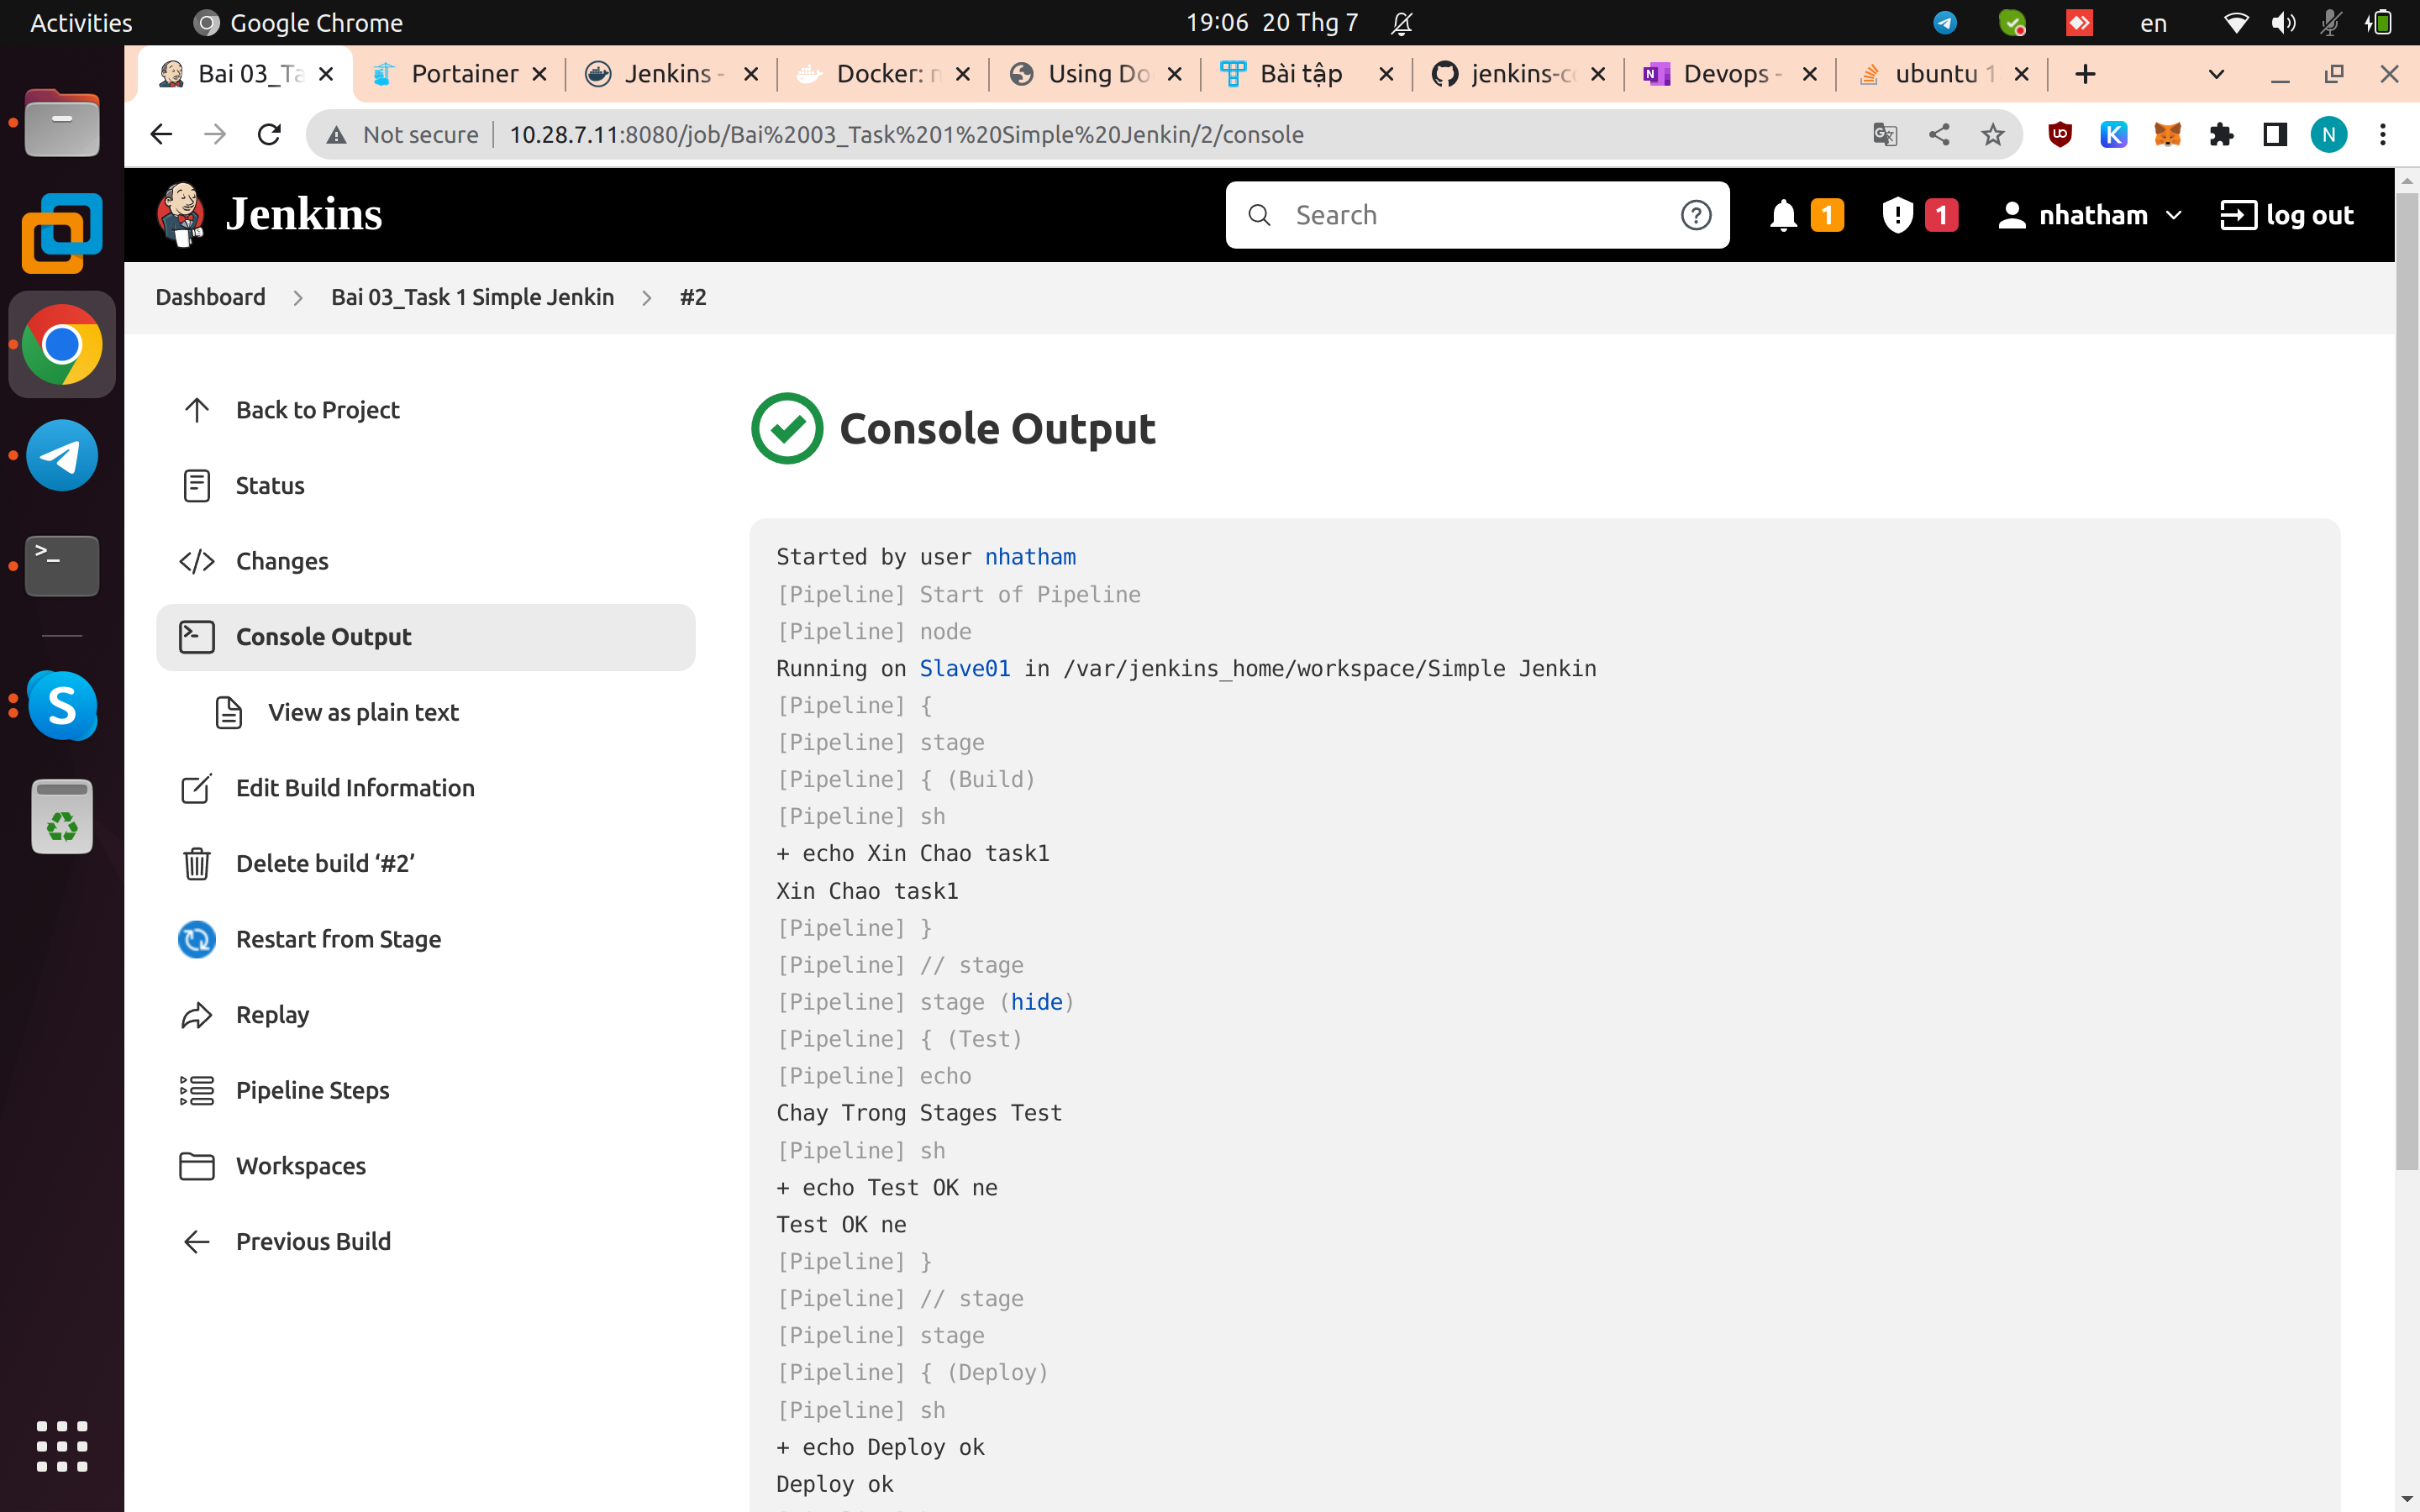 Activities
Google Chrome
19:06 20 Thg 7
en
Bai 03_Ta
Portainer
Jenkins -
Docker: n
Using Do
Bài tập
jenkins-c
Devops -
ubuntu 1
Not secure
10.28.7.11:8080/job/Bai%2003_Task%201%20Simple%20Jenkin/2/console
N
Jenkins
Search
1
1
nhatham
log out
Dashboard
Bai 03_Task 1 Simple Jenkin
#2
Back to Project
Status
Changes
Console Output
View as plain text
Edit Build Information
Delete build ‘#2’
Restart from Stage
Replay
Pipeline Steps
Workspaces
Previous Build
Console Output
Started by user nhatham
[Pipeline] Start of Pipeline
[Pipeline] node
Running on Slave01 in /var/jenkins_home/workspace/Simple Jenkin
[Pipeline] {
[Pipeline] stage
[Pipeline] { (Build)
[Pipeline] sh
+ echo Xin Chao task1
Xin Chao task1
[Pipeline] }
[Pipeline] // stage
[Pipeline] stage (hide)
[Pipeline] { (Test)
[Pipeline] echo
Chay Trong Stages Test
[Pipeline] sh
+ echo Test OK ne
Test OK ne
[Pipeline] }
[Pipeline] // stage
[Pipeline] stage
[Pipeline] { (Deploy)
[Pipeline] sh
+ echo Deploy ok
Deploy ok